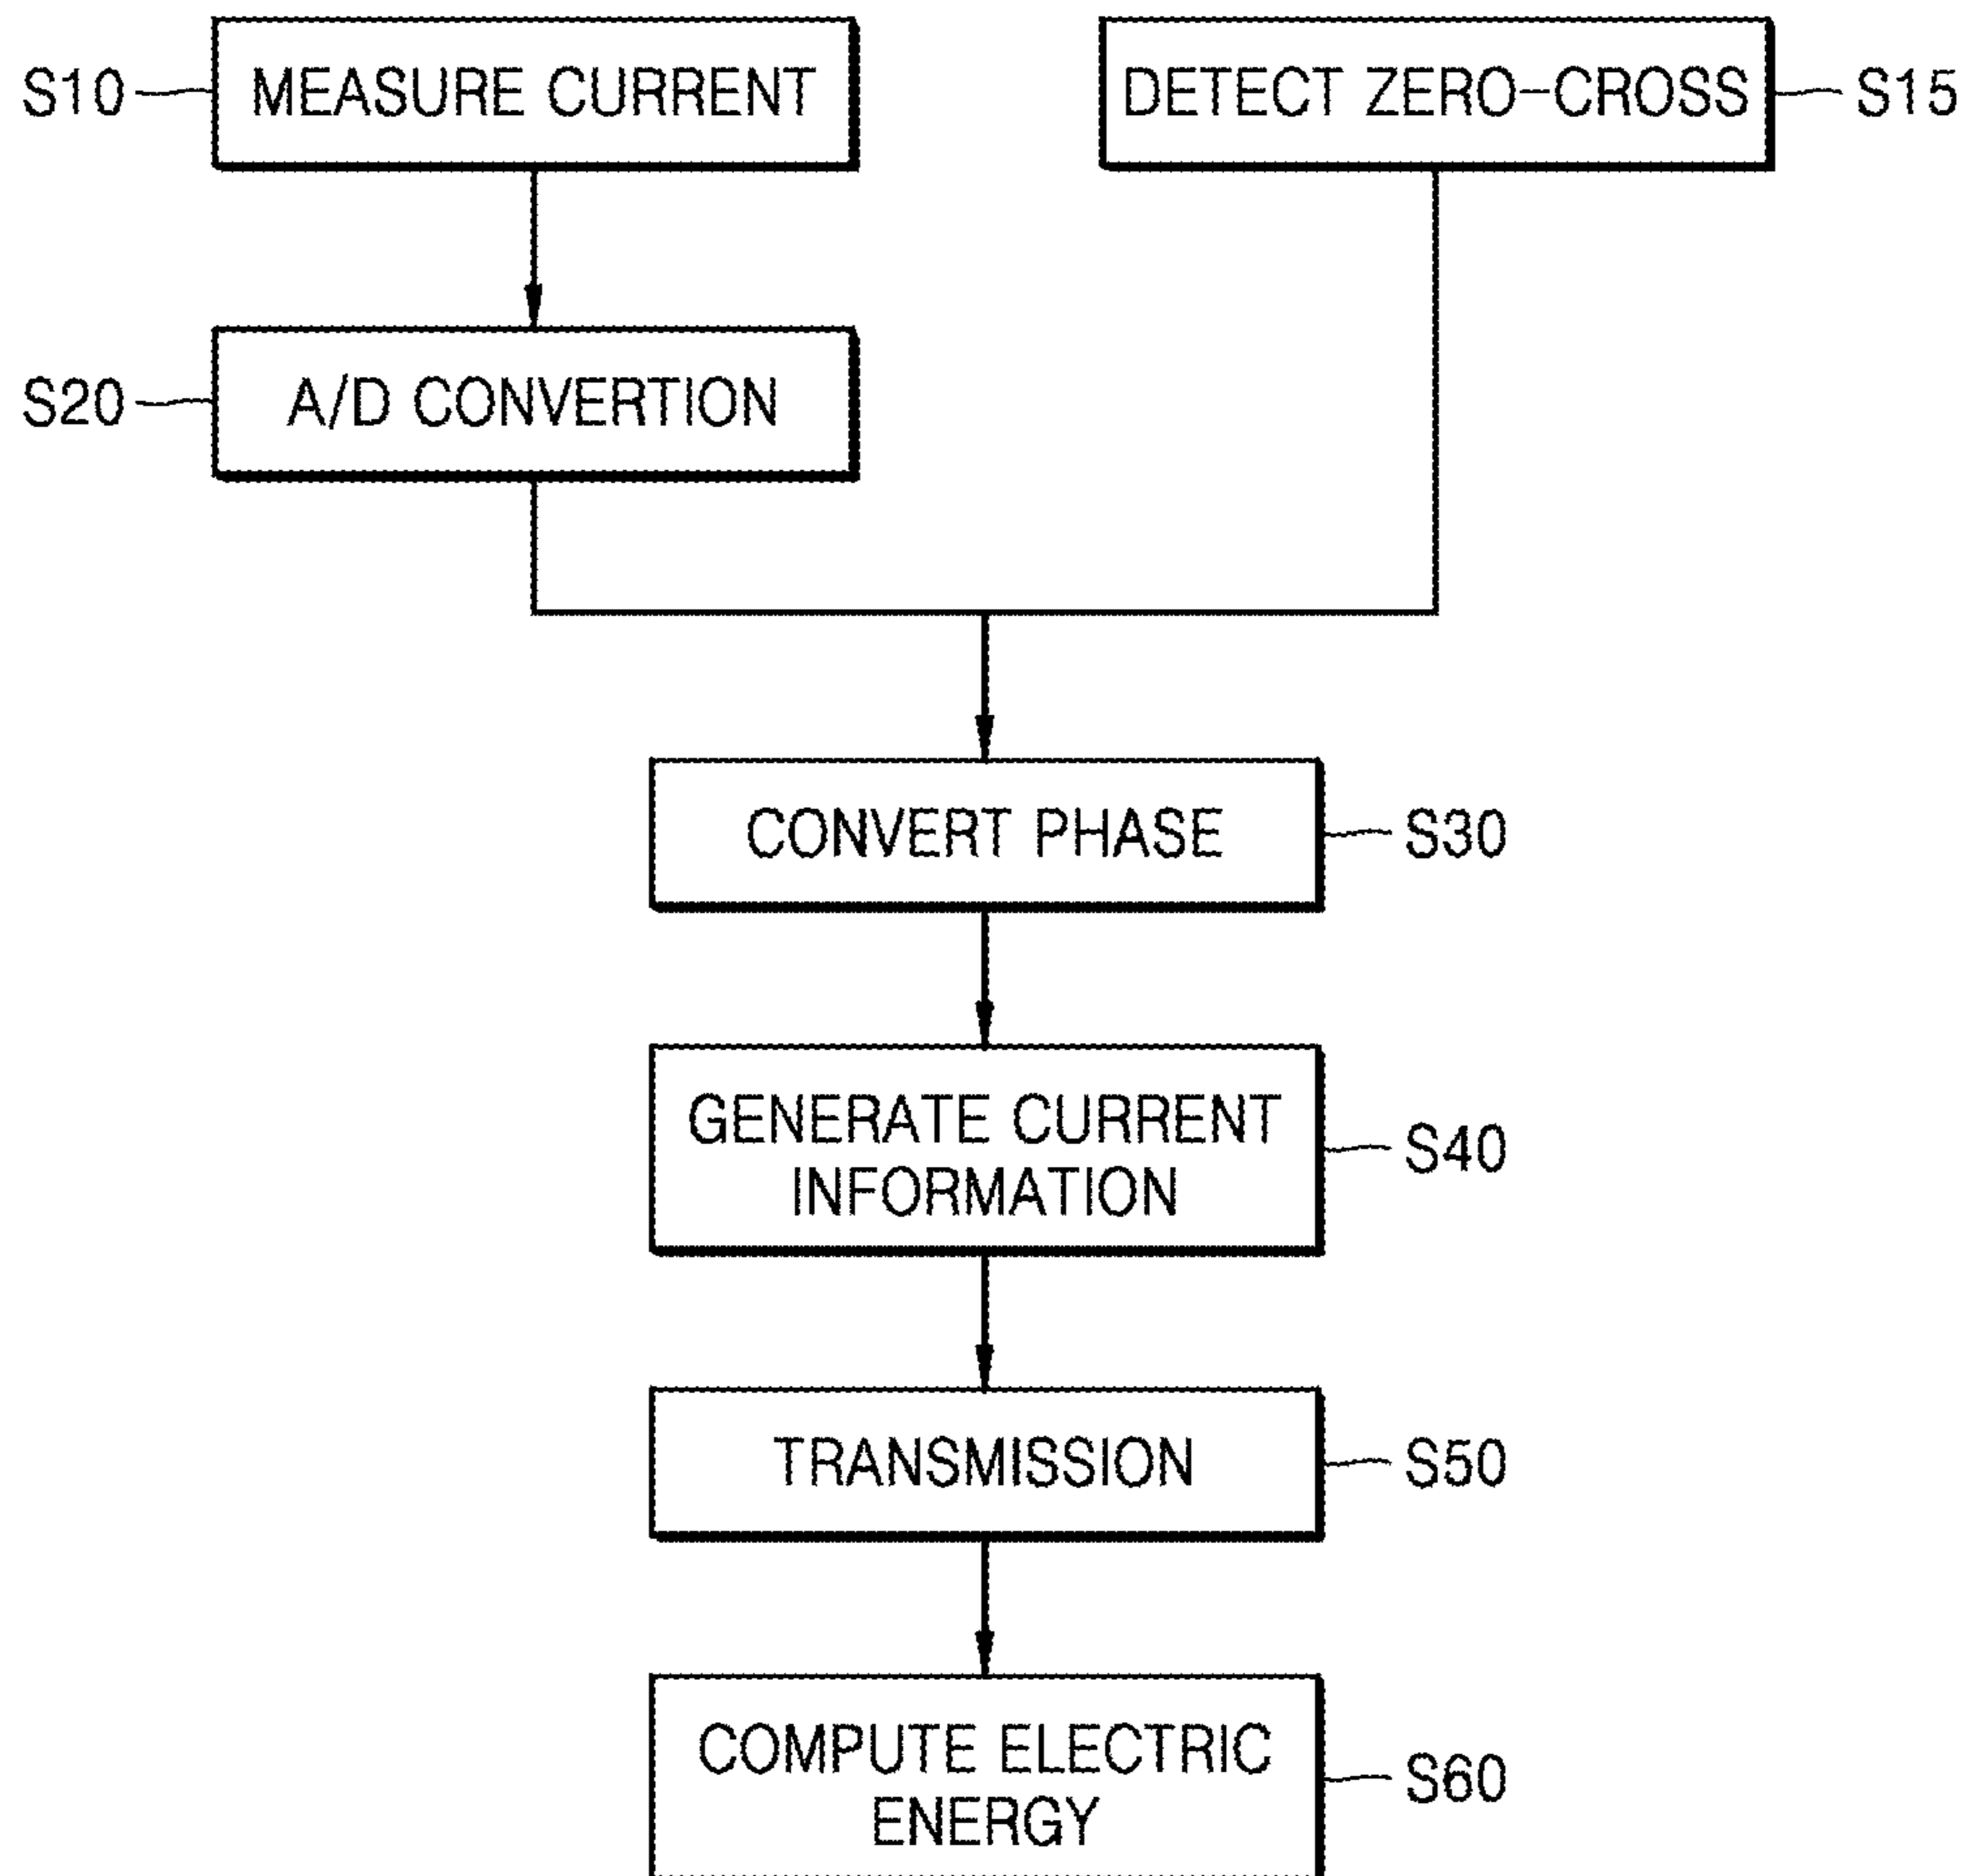 S10
MEASURE CURRENT
DETECT ZERO-CROSS
S15
S20
A/D CONVERTION
CONVERT PHASE
S30
GENERATE CURRENT
INFORMATION
S40
TRANSMISSION
S50
COMPUTE ELECTRIC
ENERGY
S60